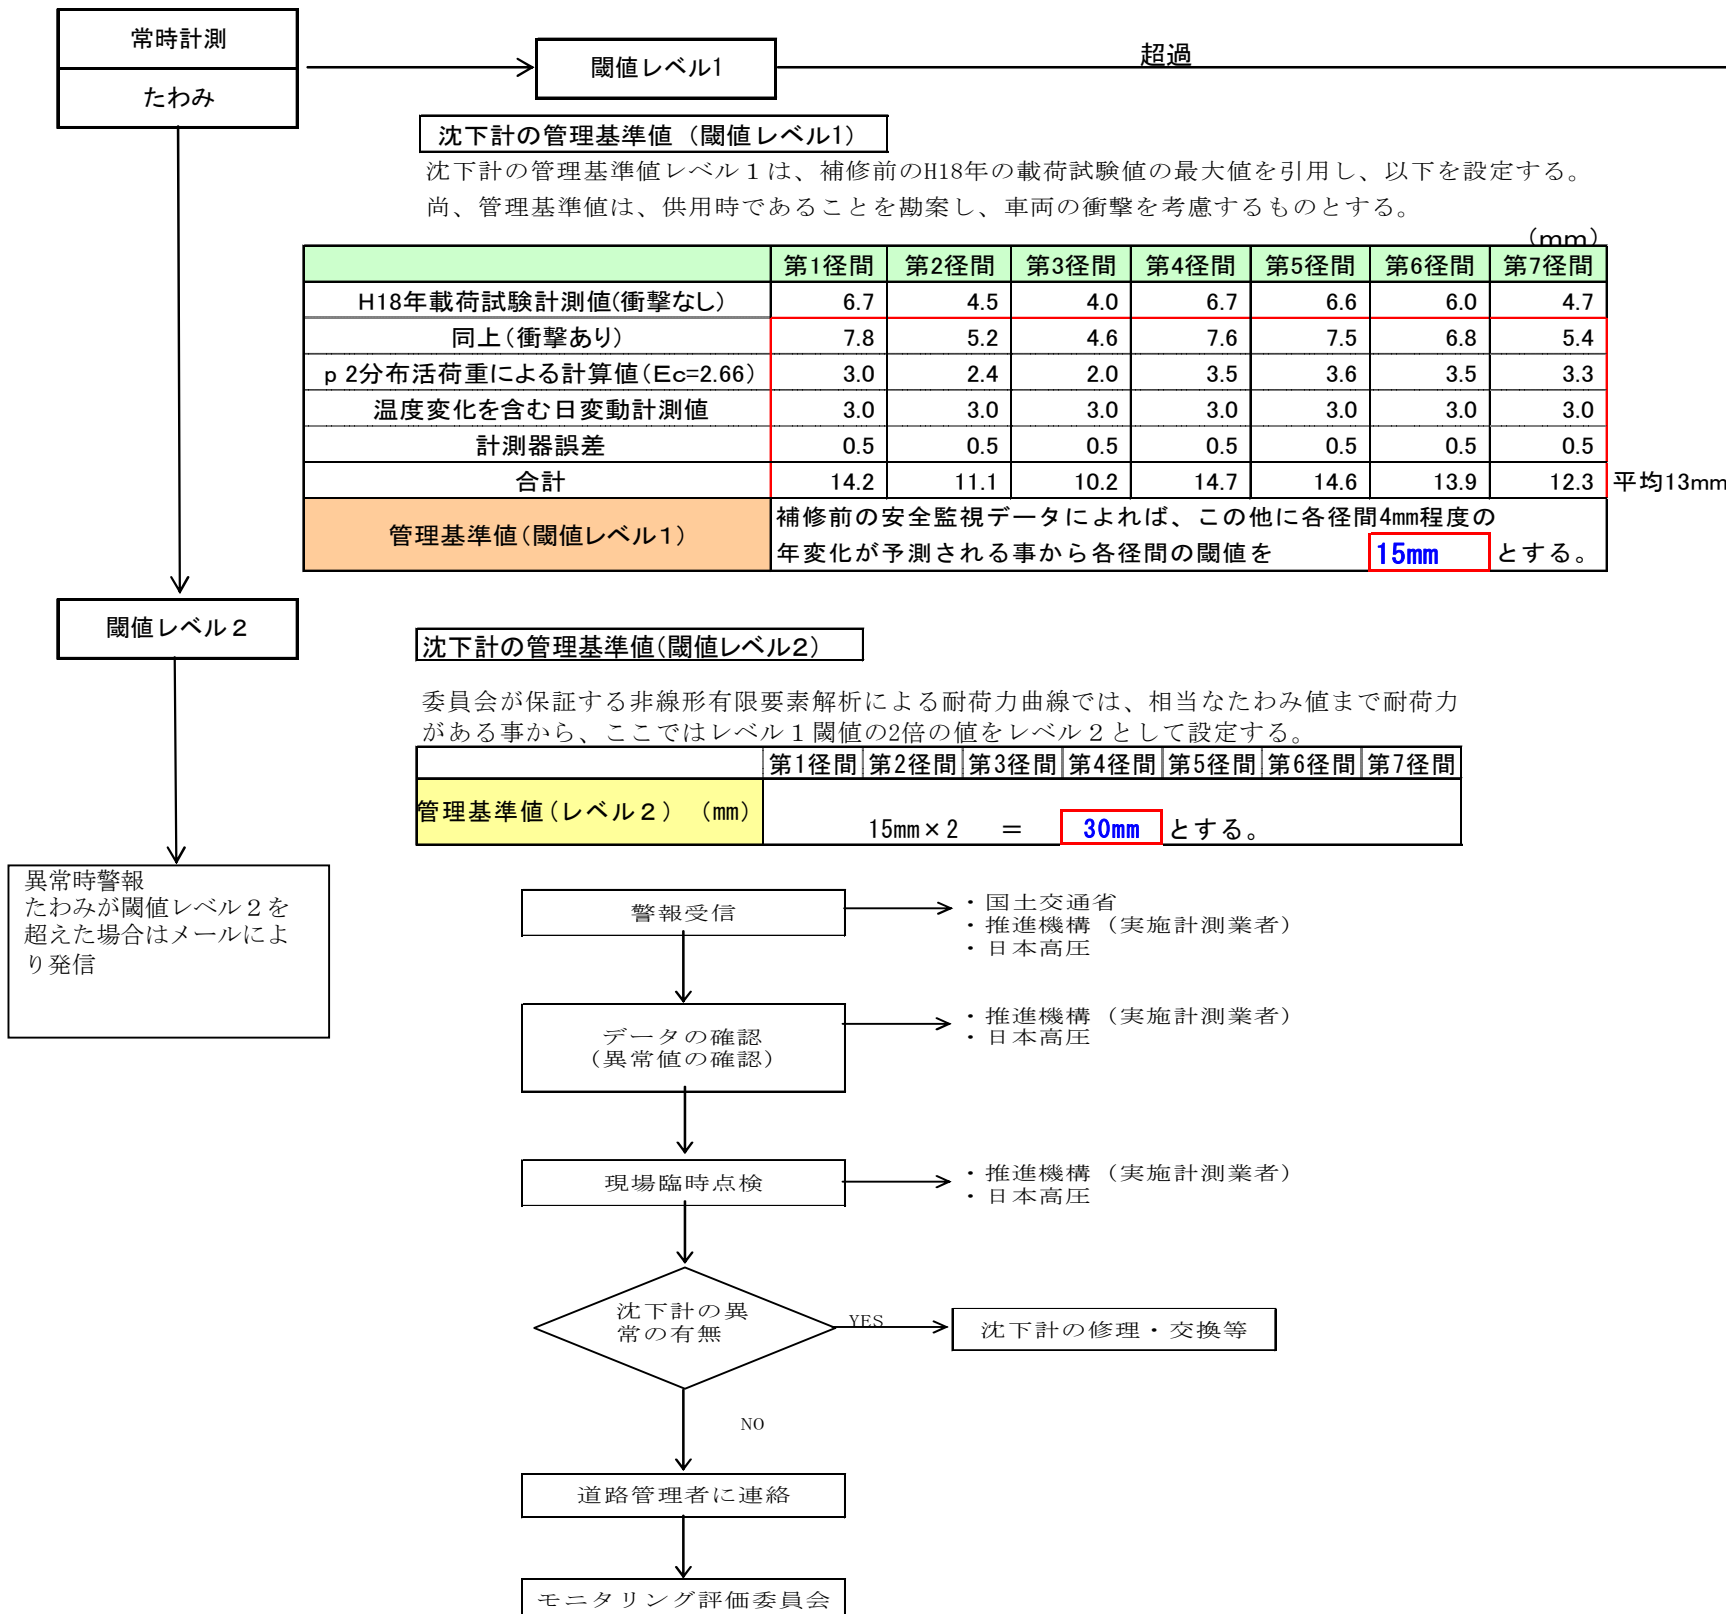 常時計測
たわみ
閾値レベル1
超過
沈下計の管理基準値（閾値レベル1）
沈下計の管理基準値レベル１は、補修前のH18年の載荷試験値の最大値を引用し、以下を設定する。
尚、管理基準値は、供用時であることを勘案し、車両の衝撃を考慮するものとする。
（mm）
第1径間 第2径間 第3径間 第4径間 第5径間 第6径間 第7径間
H18年載荷試験計測値(衝撃なし) 6.7 4.5 4.0 6.7 6.6 6.0 4.7
同上(衝撃あり) 7.8 5.2 4.6 7.6 7.5 6.8 5.4
p 2分布活荷重による計算値(Ec=2.66) 3.0 2.4 2.0 3.5 3.6 3.5 3.3
温度変化を含む日変動計測値 3.0 3.0 3.0 3.0 3.0 3.0 3.0
計測器誤差 0.5 0.5 0.5 0.5 0.5 0.5 0.5
合計 14.2 11.1 10.2 14.7 14.6 13.9 12.3 平均13mm
管理基準値(閾値レベル１)
補修前の安全監視データによれば、この他に各径間4mm程度の
年変化が予測される事から各径間の閾値を 15mm とする。
閾値レベル２
沈下計の管理基準値(閾値レベル２)
委員会が保証する非線形有限要素解析による耐荷力曲線では、相当なたわみ値まで耐荷力
がある事から、ここではレベル１閾値の2倍の値をレベル２として設定する。
第1径間 第2径間 第3径間 第4径間 第5径間 第6径間 第7径間
管理基準値(レベル２) （㎜）
15mm×2 ＝ 30mm とする。
異常時警報
たわみが閾値レベル２を
超えた場合はメールによ
り発信
警報受信
・国土交通省
・推進機構（実施計測業者）
・日本高圧
データの確認
（異常値の確認）
・推進機構（実施計測業者）
・日本高圧
現場臨時点検
・推進機構（実施計測業者）
・日本高圧
沈下計の異
常の有無
YES
沈下計の修理・交換等
NO
道路管理者に連絡
モニタリング評価委員会